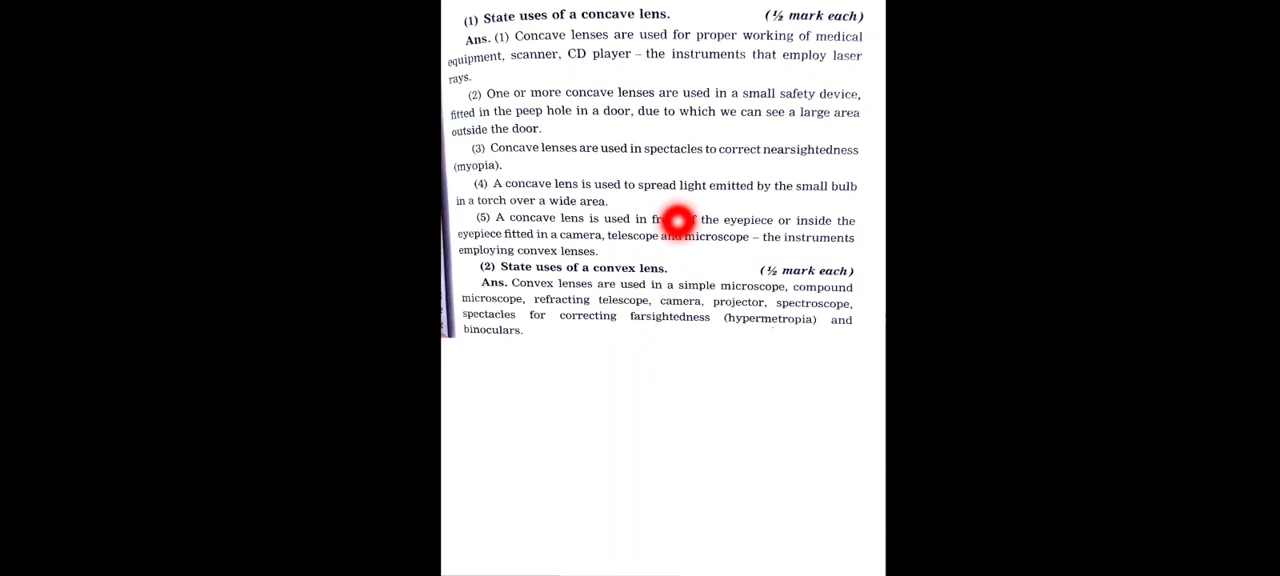 (1) State uses of a concave lens. (½ mark each)
Ans. (1) Concave lenses are used for proper working of medical
equipment, scanner, CD player – the instruments that employ laser
rays.
(2) One or more concave lenses are used in a small safety device,
fitted in the peep hole in a door, due to which we can see a large area
outside the door.
(3) Concave lenses are used in spectacles to correct nearsightedness
(myopia).
(4) A concave lens is used to spread light emitted by the small bulb
in a torch over a wide area.
(5) A concave lens is used in the eyepiece or inside the
eyepiece fitted in a camera, telescope and microscope – the instruments
employing convex lenses.
(2) State uses of a convex lens. (½ mark each)
Ans. Convex lenses are used in a simple microscope, compound
microscope, refracting telescope, camera, projector, spectroscope,
spectacles for correcting farsightedness (hypermetropia) and
binoculars.